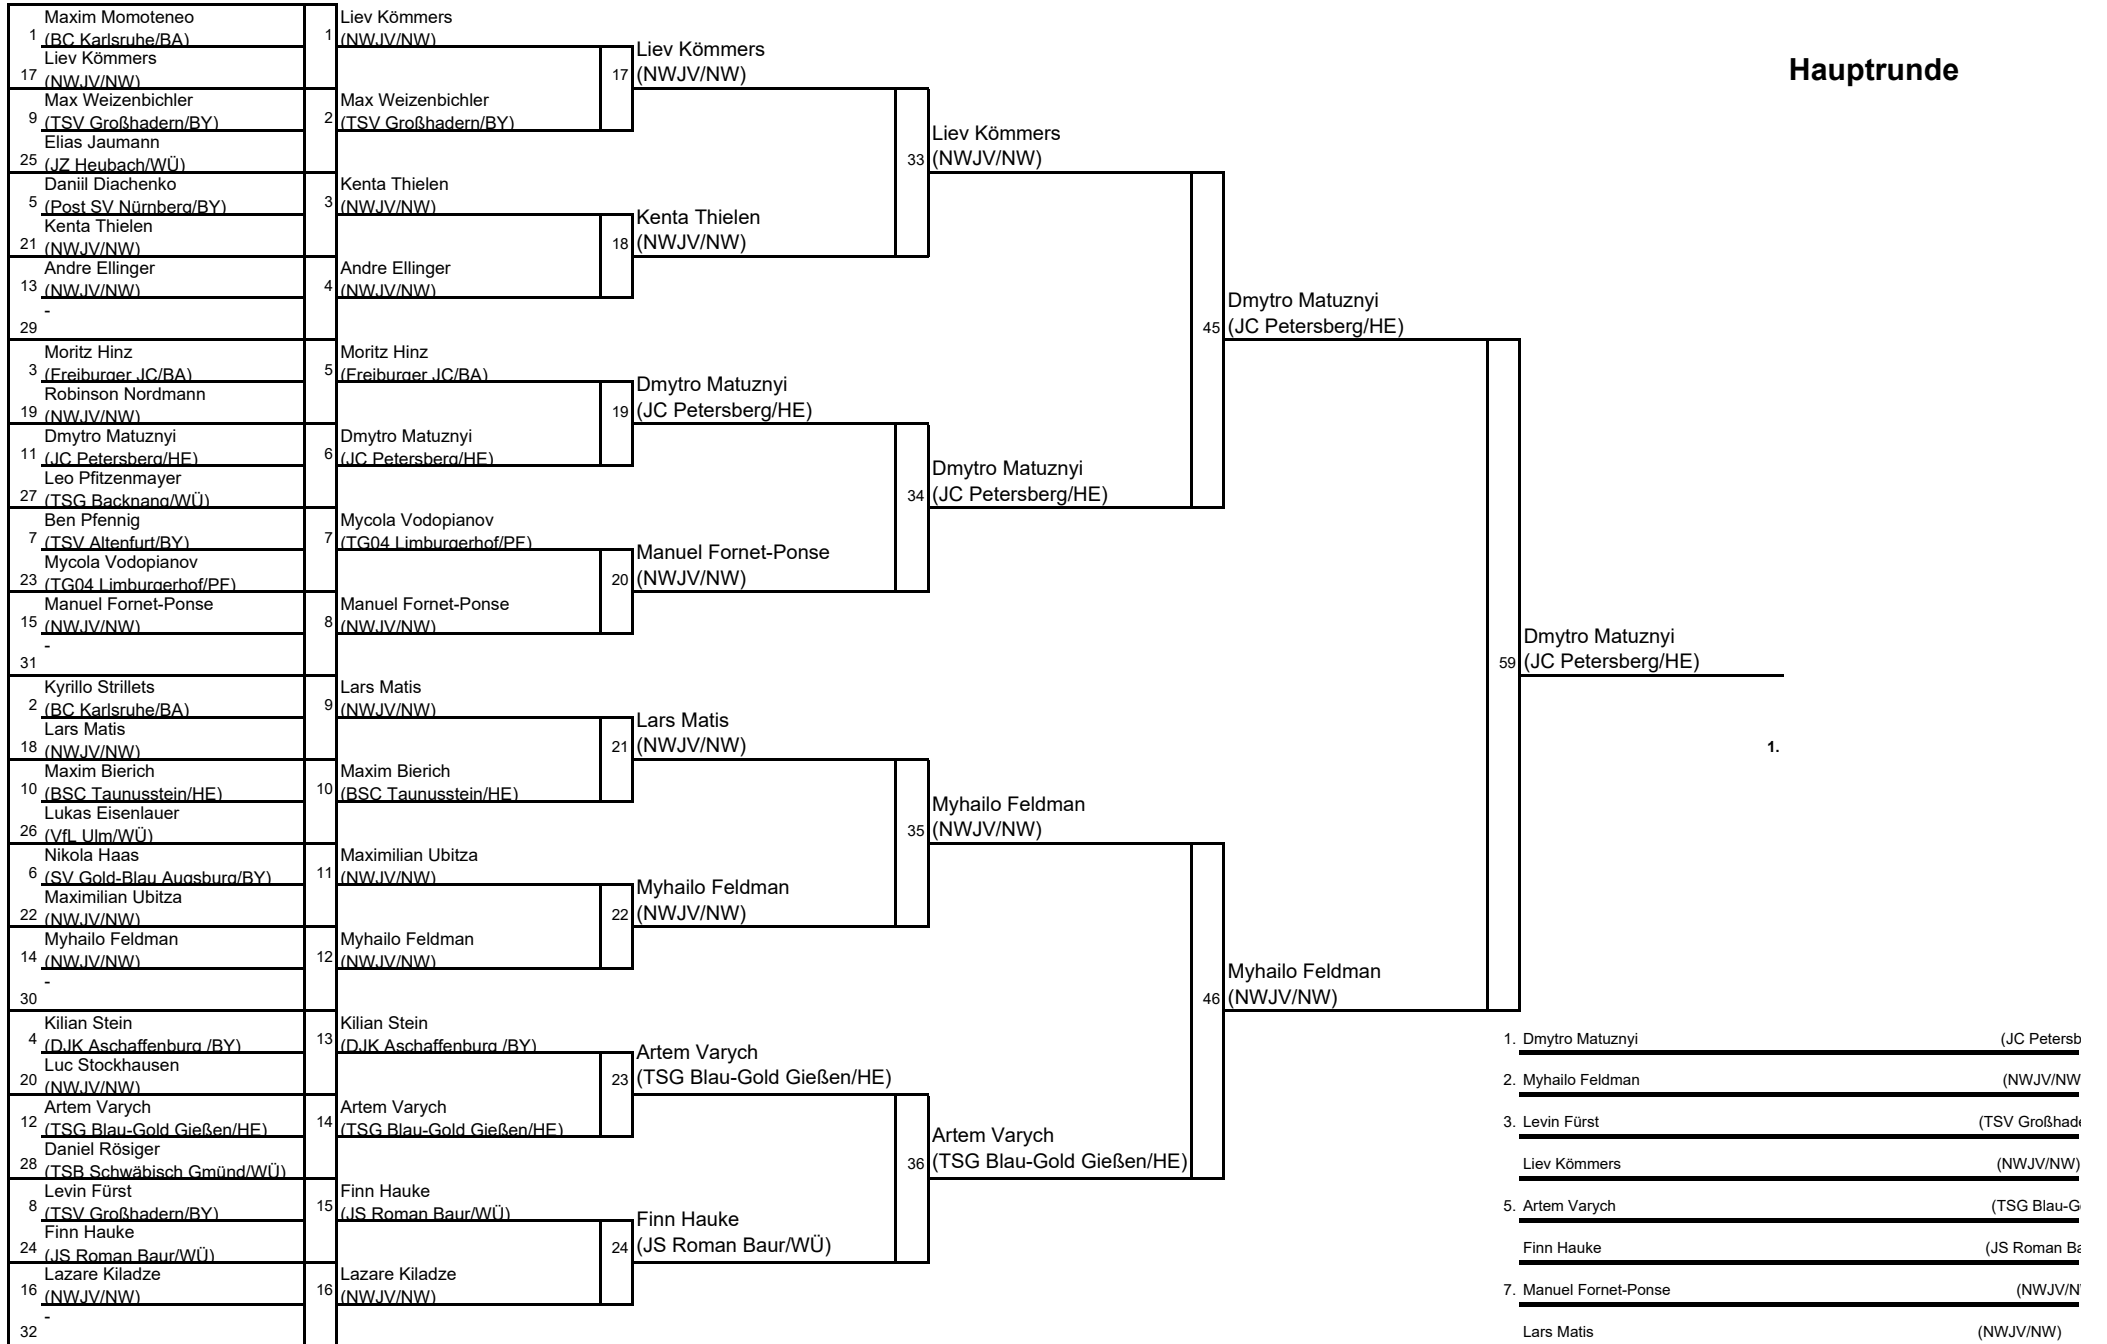 Hauptrunde
1 Maxim Momoteneo
(BC Karlsruhe/BA)
17 Liev Kömmers
(NWJV/NW)
9 Max Weizenbichler
(TSV Großhadern/BY)
25 Elias Jaumann
(JZ Heubach/WÜ)
5 Daniil Diachenko
(Post SV Nürnberg/BY)
21 Kenta Thielen
(NWJV/NW)
13 Andre Ellinger
(NWJV/NW)
29 -
3 Moritz Hinz
(Freiburger JC/BA)
19 Robinson Nordmann
(NWJV/NW)
11 Dmytro Matuznyi
(JC Petersberg/HE)
27 Leo Pfitzenmayer
(TSG Backnang/WÜ)
7 Ben Pfennig
(TSV Altenfurt/BY)
23 Mycola Vodopianov
(TG04 Limburgerhof/PF)
15 Manuel Fornet-Ponse
(NWJV/NW)
31 -
2 Kyrillo Strillets
(BC Karlsruhe/BA)
18 Lars Matis
(NWJV/NW)
10 Maxim Bierich
(BSC Taunusstein/HE)
26 Lukas Eisenlauer
(VfL Ulm/WÜ)
6 Nikola Haas
(SV Gold-Blau Augsburg/BY)
22 Maximilian Ubitza
(NWJV/NW)
14 Myhailo Feldman
(NWJV/NW)
30 -
4 Kilian Stein
(DJK Aschaffenburg /BY)
20 Luc Stockhausen
(NWJV/NW)
12 Artem Varych
(TSG Blau-Gold Gießen/HE)
28 Daniel Rösiger
(TSB Schwäbisch Gmünd/WÜ)
8 Levin Fürst
(TSV Großhadern/BY)
24 Finn Hauke
(JS Roman Baur/WÜ)
16 Lazare Kiladze
(NWJV/NW)
32 -
1 Liev Kömmers
(NWJV/NW)
2 Max Weizenbichler
(TSV Großhadern/BY)
3 Kenta Thielen
(NWJV/NW)
4 Andre Ellinger
(NWJV/NW)
5 Moritz Hinz
(Freiburger JC/BA)
6 Dmytro Matuznyi
(JC Petersberg/HE)
7 Mycola Vodopianov
(TG04 Limburgerhof/PF)
8 Manuel Fornet-Ponse
(NWJV/NW)
9 Lars Matis
(NWJV/NW)
10 Maxim Bierich
(BSC Taunusstein/HE)
11 Maximilian Ubitza
(NWJV/NW)
12 Myhailo Feldman
(NWJV/NW)
13 Kilian Stein
(DJK Aschaffenburg /BY)
14 Artem Varych
(TSG Blau-Gold Gießen/HE)
15 Finn Hauke
(JS Roman Baur/WÜ)
16 Lazare Kiladze
(NWJV/NW)
17 Liev Kömmers
(NWJV/NW)
18 Kenta Thielen
(NWJV/NW)
19 Dmytro Matuznyi
(JC Petersberg/HE)
20 Manuel Fornet-Ponse
(NWJV/NW)
21 Lars Matis
(NWJV/NW)
22 Myhailo Feldman
(NWJV/NW)
23 Artem Varych
(TSG Blau-Gold Gießen/HE)
24 Finn Hauke
(JS Roman Baur/WÜ)
33 Liev Kömmers
(NWJV/NW)
34 Dmytro Matuznyi
(JC Petersberg/HE)
35 Myhailo Feldman
(NWJV/NW)
36 Artem Varych
(TSG Blau-Gold Gießen/HE)
45 Dmytro Matuznyi
(JC Petersberg/HE)
46 Myhailo Feldman
(NWJV/NW)
59 Dmytro Matuznyi
(JC Petersberg/HE)
1.
1. Dmytro Matuznyi (JC Petersb
2. Myhailo Feldman (NWJV/NW
3. Levin Fürst (TSV Großhade
Liev Kömmers (NWJV/NW)
5. Artem Varych (TSG Blau-G
Finn Hauke (JS Roman Ba
7. Manuel Fornet-Ponse (NWJV/N
Lars Matis (NWJV/NW)